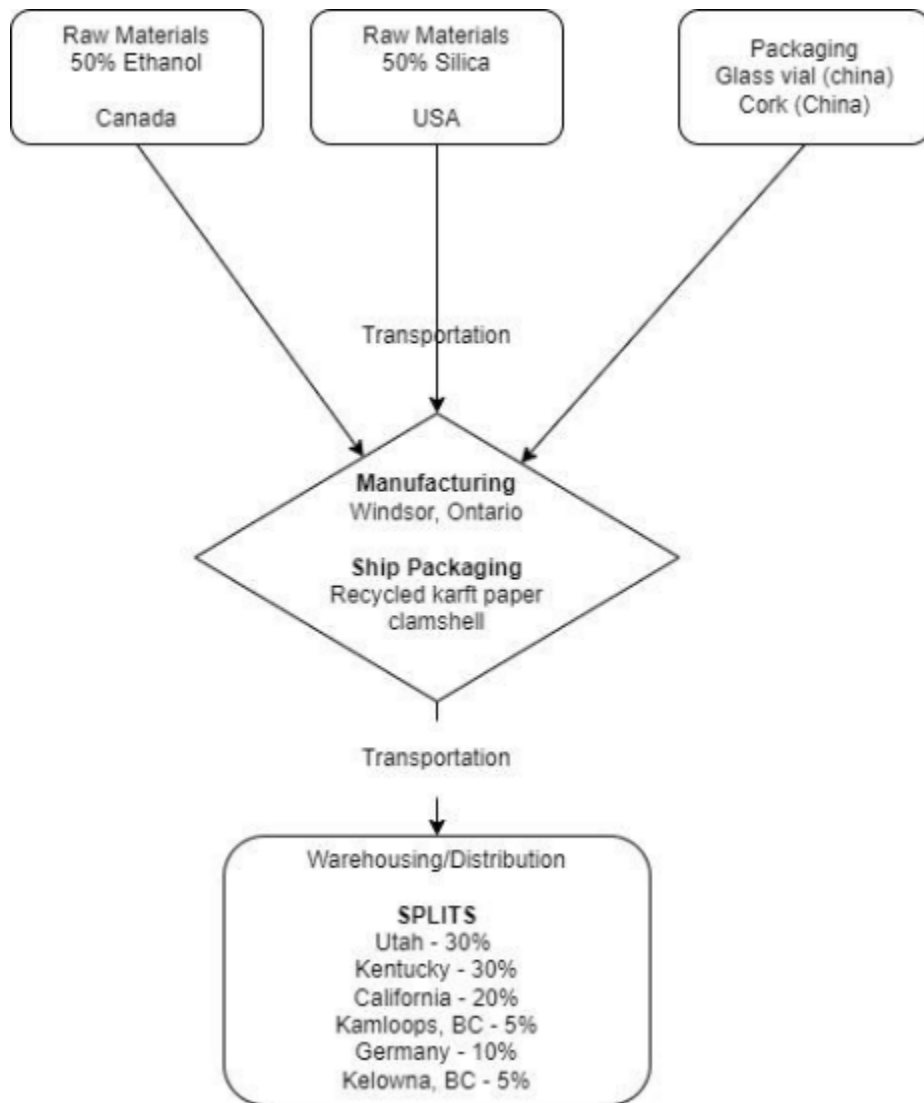 Raw Materials
50% Ethanol
Canada
Raw Materials
50% Silica
USA
Packaging
Glass vial (china)
Cork (China)
Transportation
Manufacturing
Windsor, Ontario
Ship Packaging
Recycled karft paper
clamshell
Transportation
Warehousing/Distribution
SPLITS
Utah - 30%
Kentucky - 30%
California - 20%
Kamloops, BC - 5%
Germany - 10%
Kelowna, BC - 5%